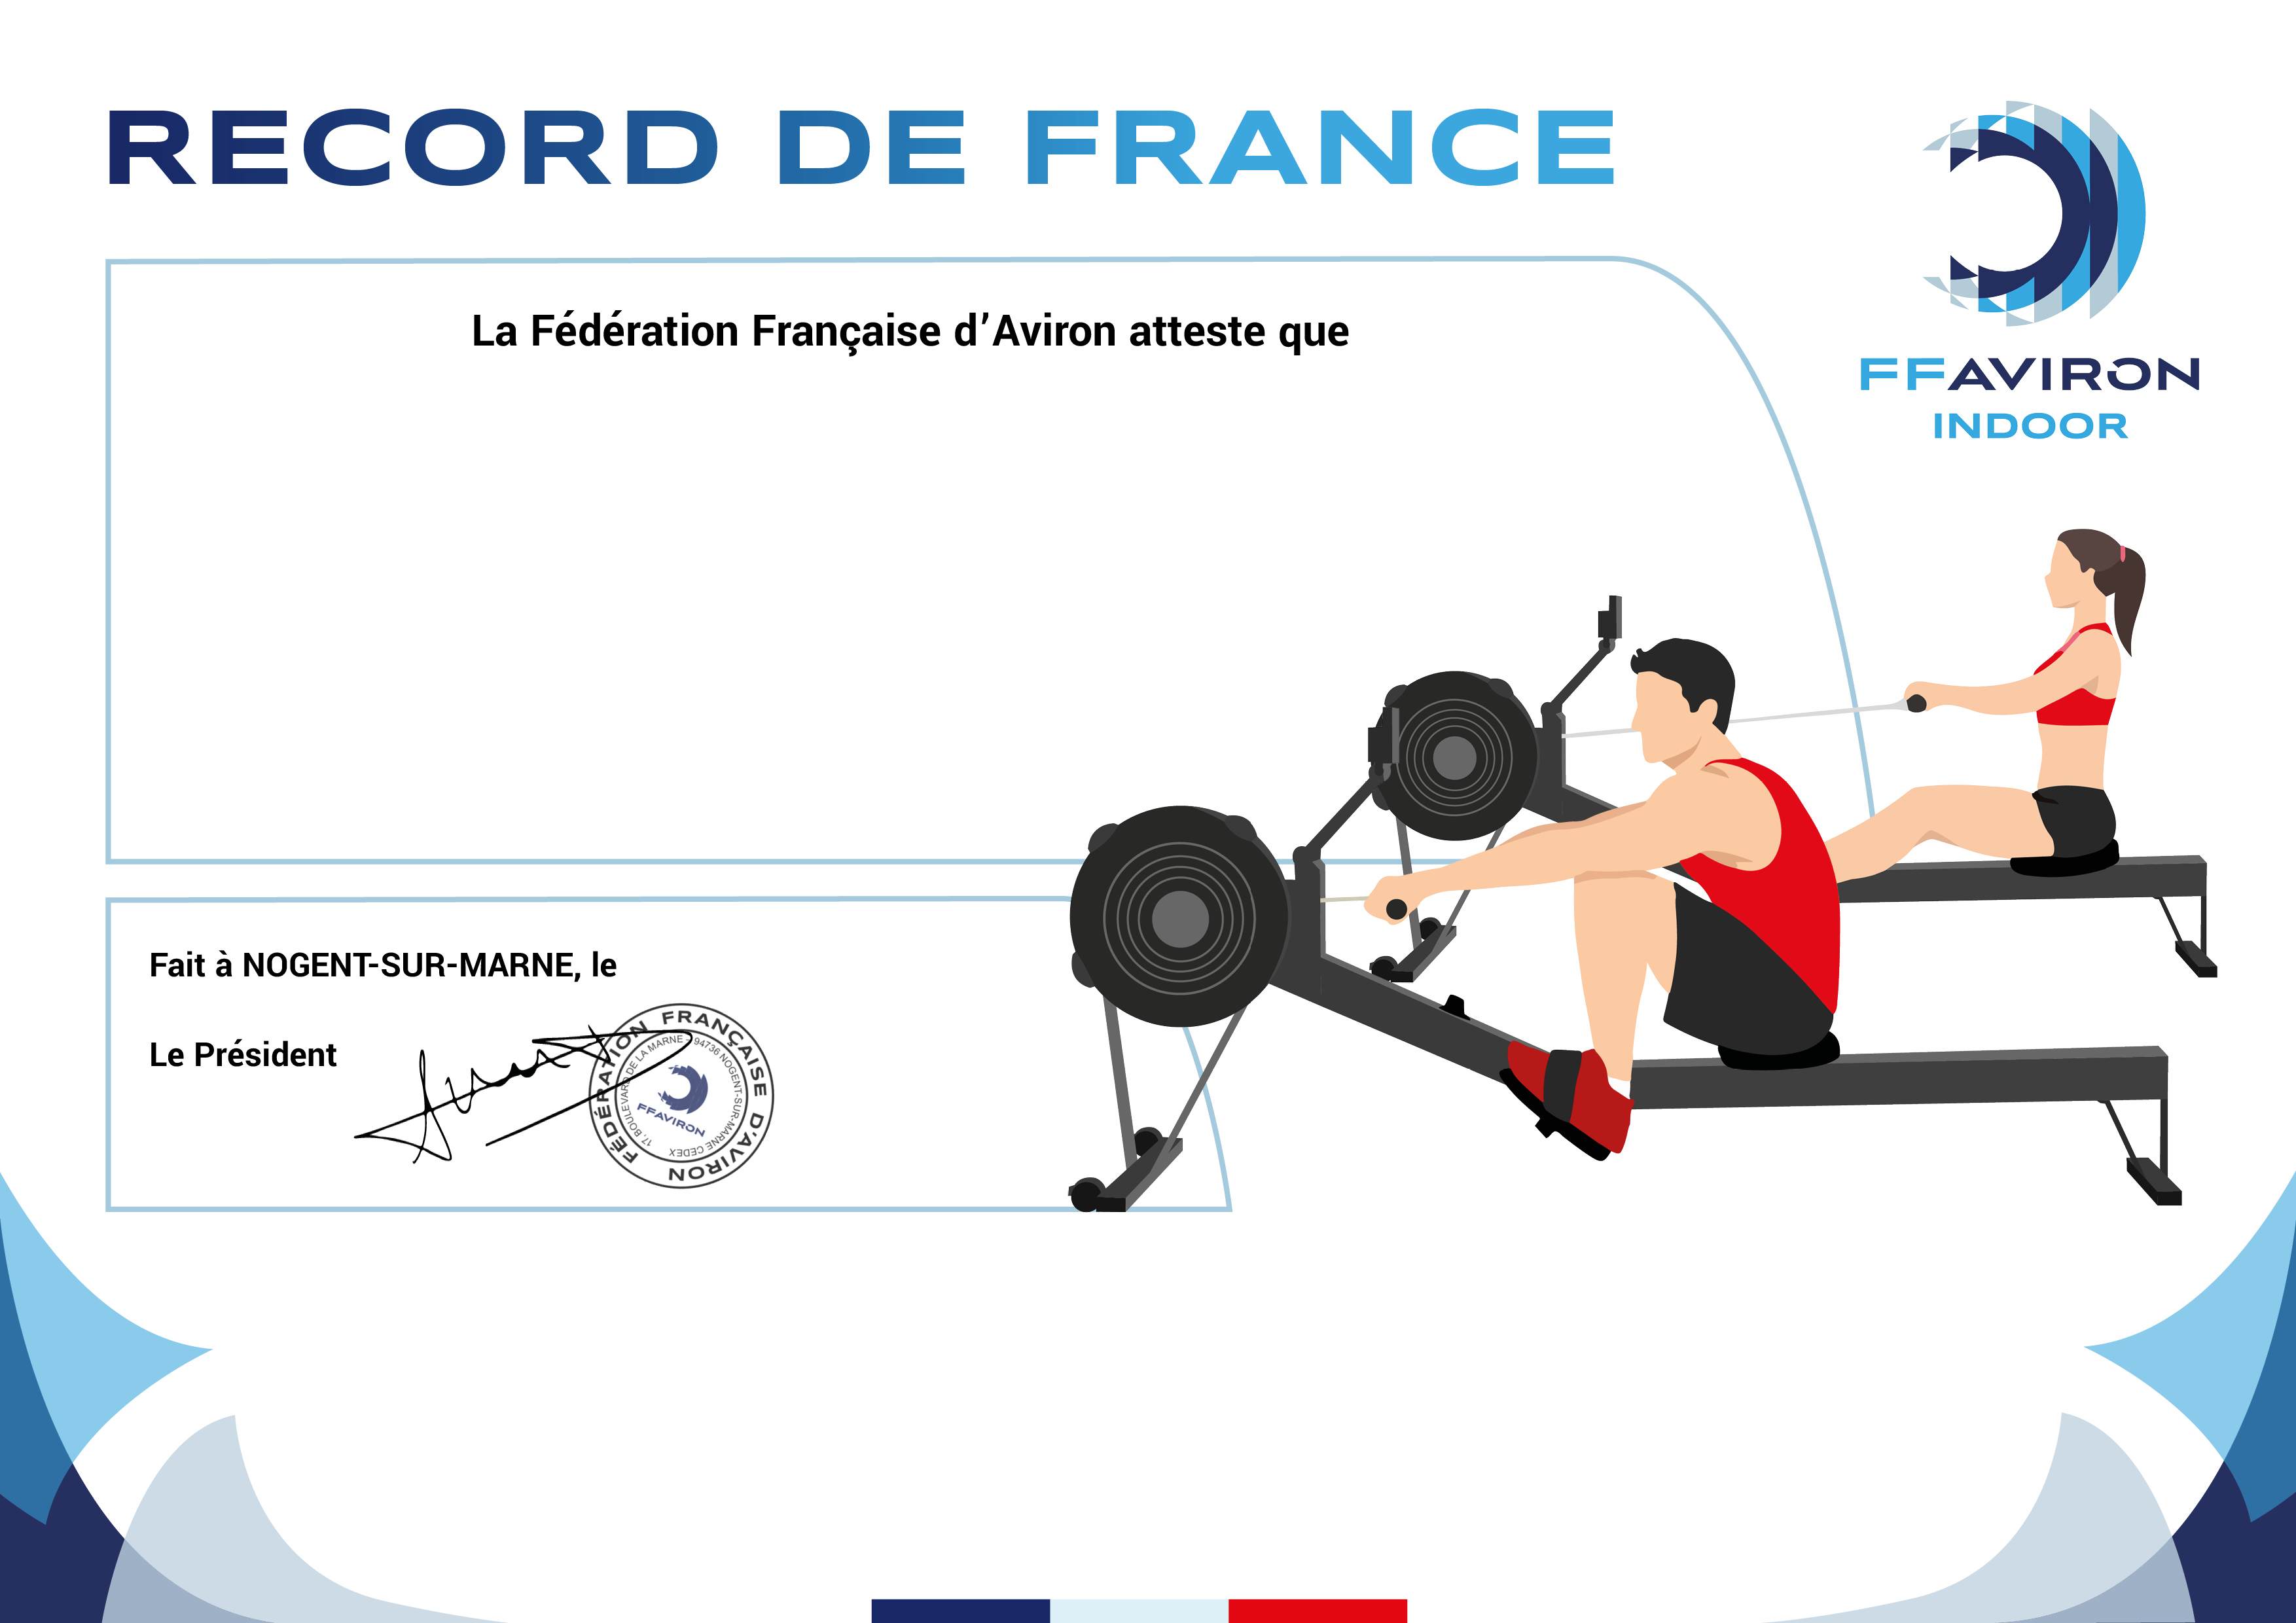 RECORD DE FRANCE
La Fédération Française d’Aviron atteste que
FFAVIRON
INDOOR
Fait à NOGENT-SUR-MARNE, le
Le Président
FÉDÉRATION FRANÇAISE D'AVIRON
17, BOULEVARD DE LA MARNE - 94736 NOGENT-SUR-MARNE CEDEX
FFAVIRON